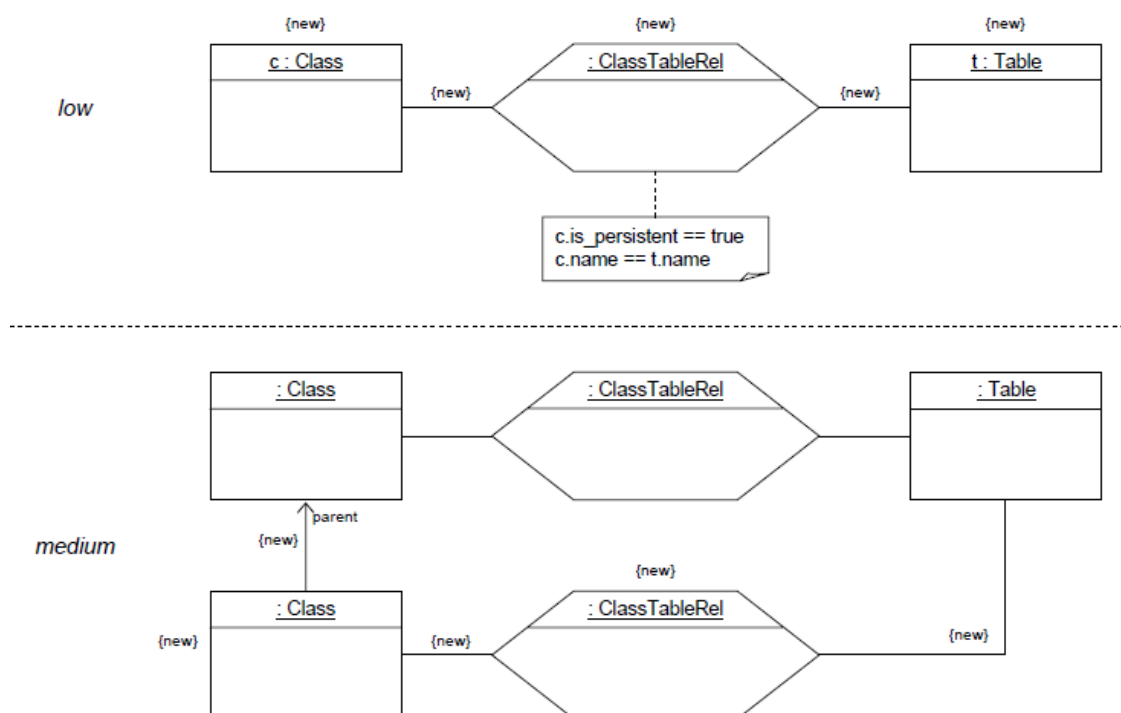 {new} {new} {new}
c : Class : ClassTableRel t : Table
{new} {new}
low
c.is_persistent == true
c.name == t.name
: Class : ClassTableRel : Table
parent
{new}
medium
{new}
: Class : ClassTableRel
{new} {new} {new}